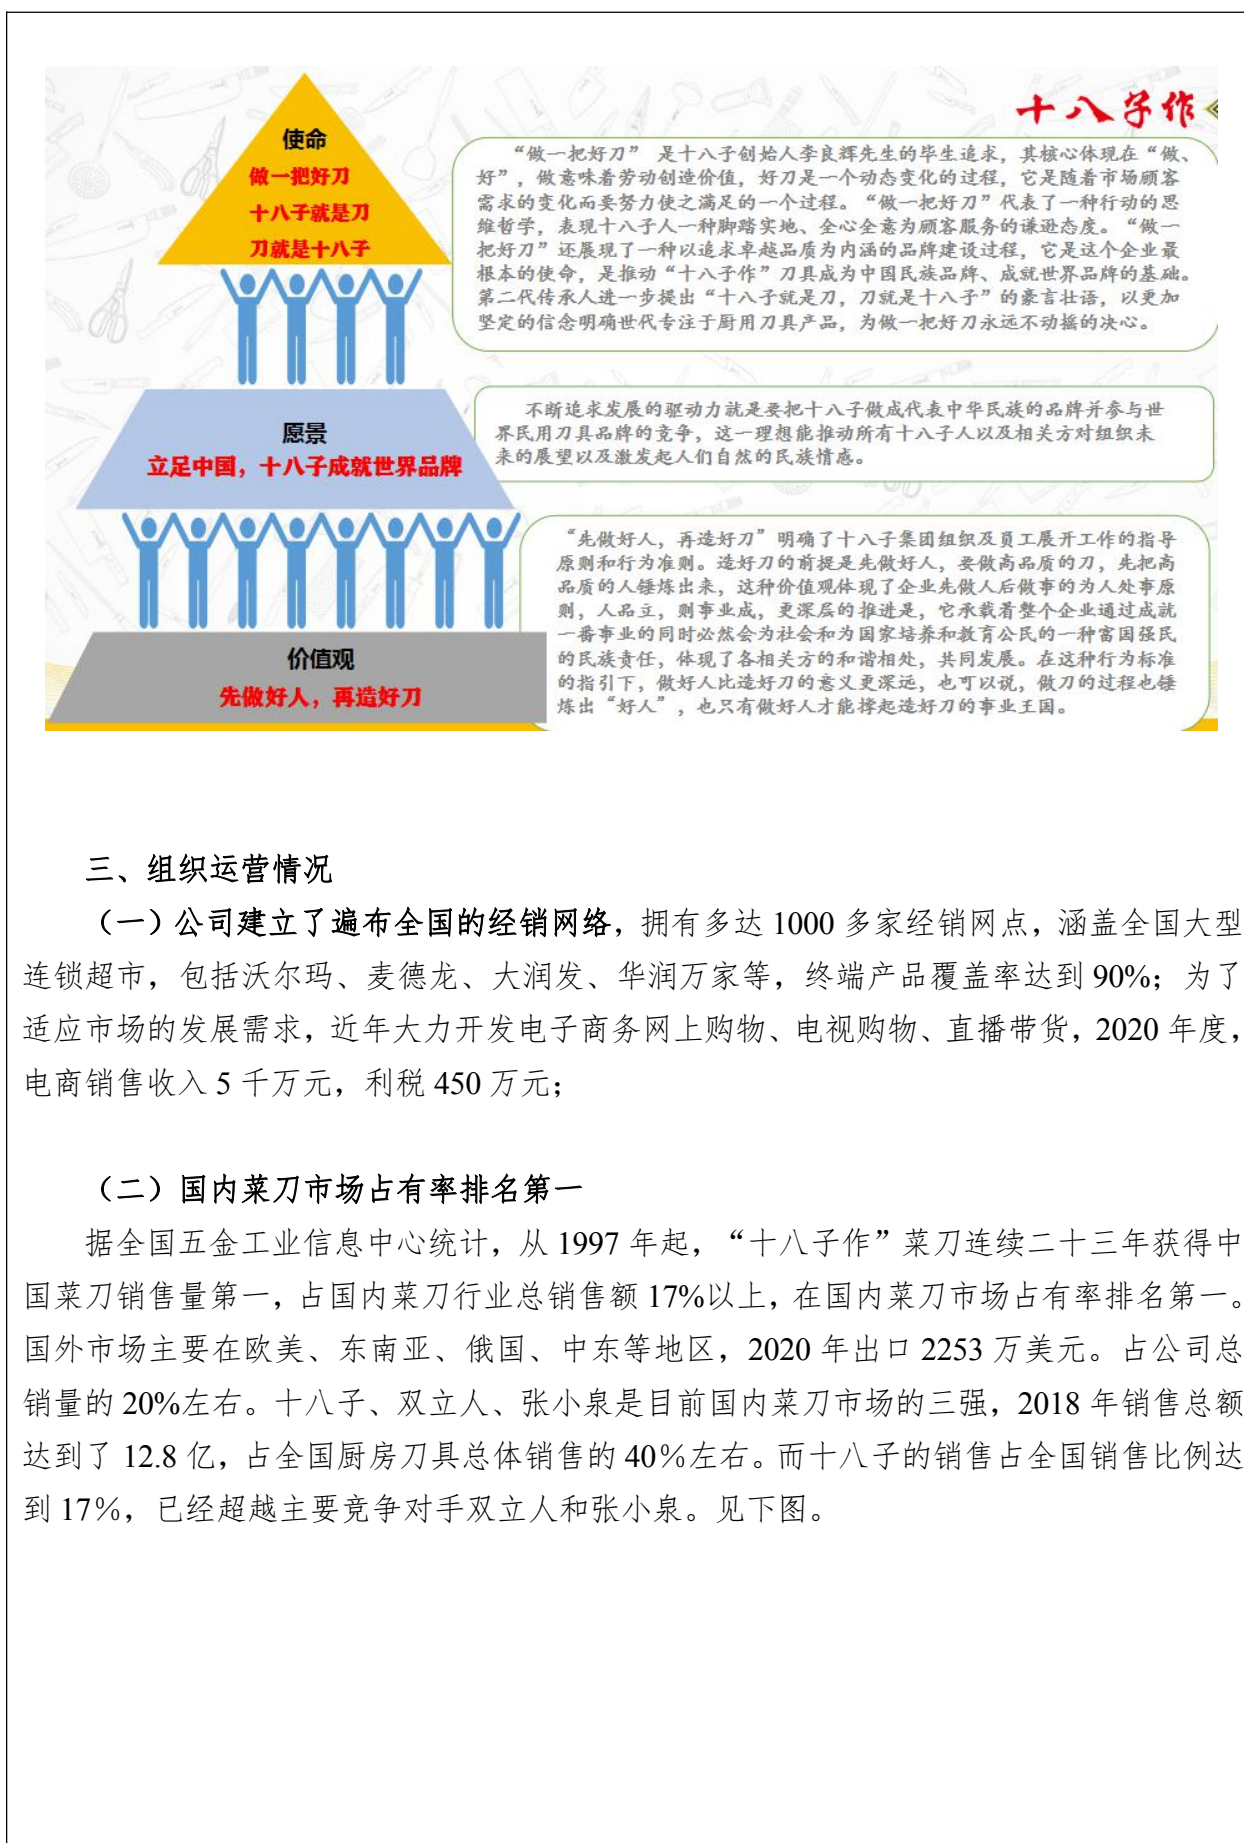 十八子作
使命
做一把好刀
十八子就是刀
刀就是十八子
“做一把好刀” 是十八子创始人李良辉先生的毕生追求，其核心体现在“做、
好”，做意味着劳动创造价值，好刀是一个动态变化的过程，它是随着市场顾客
需求的变化而要努力使之满足的一个过程。“做一把好刀”代表了一种行动的思
维哲学，表现十八子人一种脚踏实地、全心全意为顾客服务的谦逊态度。“做一
把好刀”还展现了一种以追求卓越品质为内涵的品牌建设过程，它是这个企业最
根本的使命，是推动“十八子作”刀具成为中国民族品牌、成就世界品牌的基础。
第二代传承人进一步提出“十八子就是刀，刀就是十八子”的豪言壮语，以更加
坚定的信念明确世代专注于厨用刀具产品，为做一把好刀永远不动摇的决心。
愿景
立足中国，十八子成就世界品牌
不断追求发展的驱动力就是要把十八子做成代表中华民族的品牌并参与世
界民用刀具品牌的竞争，这一理想能推动所有十八子人以及相关方对组织未
来的展望以及激发起人们自然的民族情感。
价值观
先做好人，再造好刀
“先做好人，再造好刀”明确了十八子集团组织及员工展开工作的指导
原则和行为准则。造好刀的前提是先做好人，要做高品质的刀，先把高
品质的人锤炼出来，这种价值观体现了企业先做人后做事的为人处事原
则，人品立，则事业成，更深层的推进是，它承载着整个企业通过成就
一番事业的同时必然会为社会和为国家培养和教育公民的一种富国强民
的民族责任，体现了各相关方的和谐相处，共同发展。在这种行为标准
的指引下，做好人比造好刀的意义更深远，也可以说，做刀的过程也锤
炼出“好人”，也只有做好人才能撑起造好刀的事业王国。
三、组织运营情况
（一）公司建立了遍布全国的经销网络，拥有多达 1000 多家经销网点，涵盖全国大型
连锁超市，包括沃尔玛、麦德龙、大润发、华润万家等，终端产品覆盖率达到 90%；为了
适应市场的发展需求，近年大力开发电子商务网上购物、电视购物、直播带货，2020 年度，
电商销售收入 5 千万元，利税 450 万元；
（二）国内菜刀市场占有率排名第一
据全国五金工业信息中心统计，从 1997 年起，“十八子作”菜刀连续二十三年获得中
国菜刀销售量第一，占国内菜刀行业总销售额 17%以上，在国内菜刀市场占有率排名第一。
国外市场主要在欧美、东南亚、俄国、中东等地区，2020 年出口 2253 万美元。占公司总
销量的 20%左右。十八子、双立人、张小泉是目前国内菜刀市场的三强，2018 年销售总额
达到了 12.8 亿，占全国厨房刀具总体销售的 40％左右。而十八子的销售占全国销售比例达
到 17％，已经超越主要竞争对手双立人和张小泉。见下图。